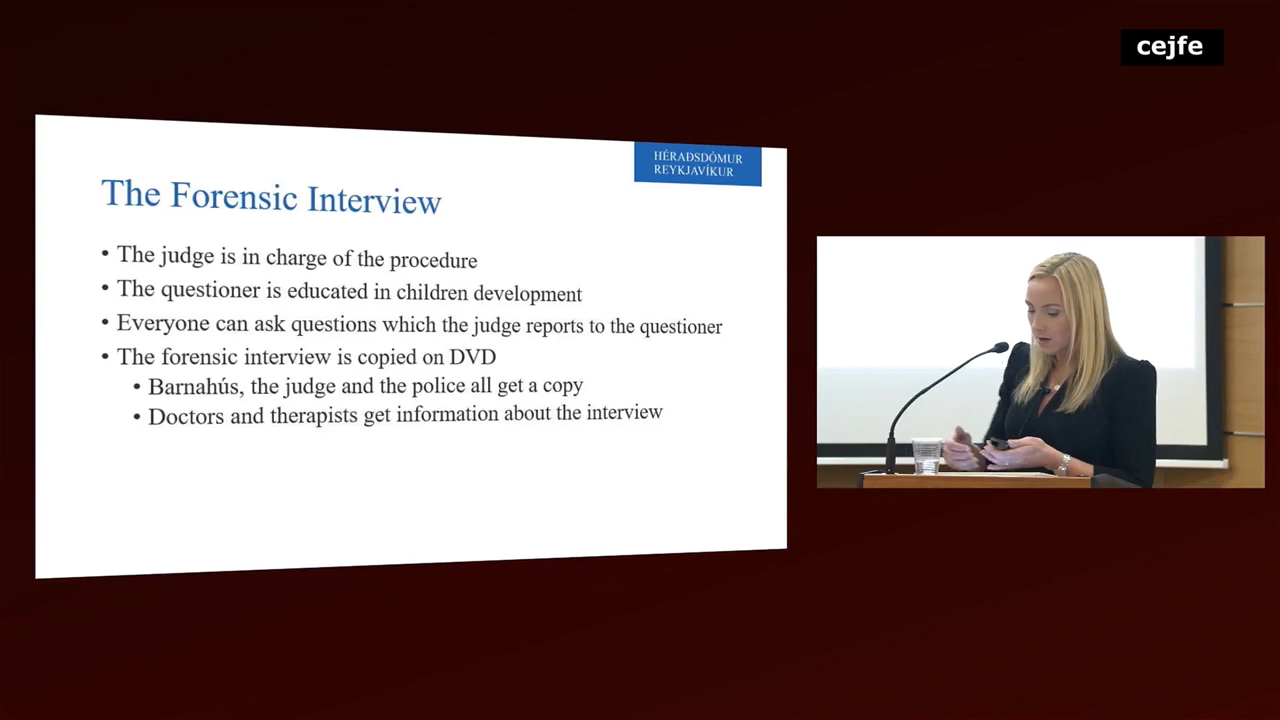 cejfe
HÉRAÐSDÓMUR
REYKJAVÍKUR
The Forensic Interview
• The judge is in charge of the procedure
• The questioner is educated in children development
• Everyone can ask questions which the judge reports to the questioner
• The forensic interview is copied on DVD
• Barnahús, the judge and the police all get a copy
• Doctors and therapists get information about the interview